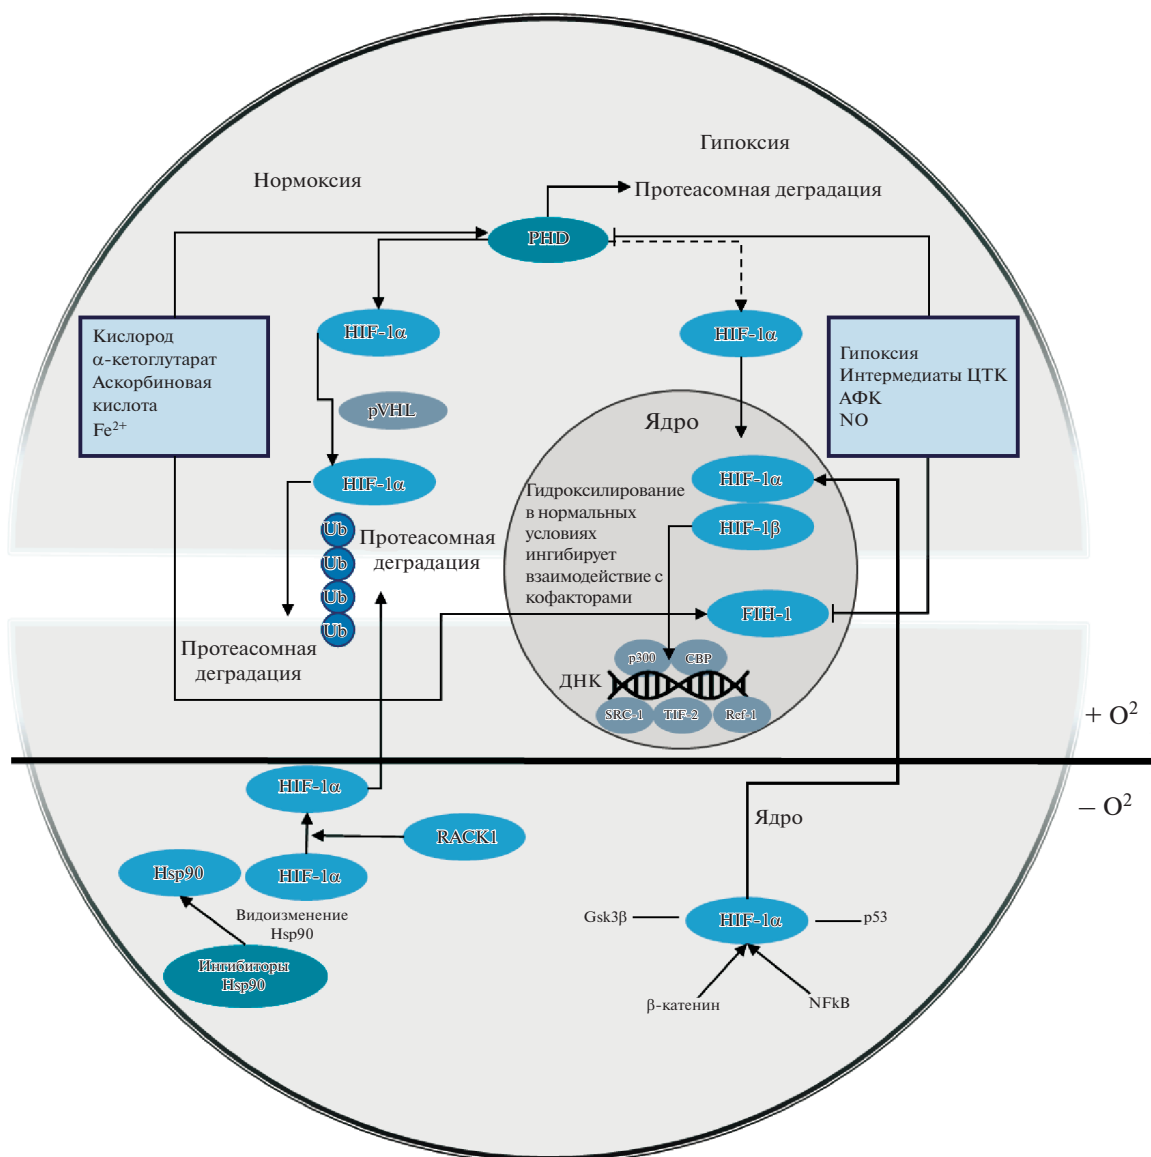 Гипоксия
Нормоксия
Протеасомная деградация
PHD
HIF-1α
HIF-1α
Кислород
α-кетоглутарат
Аскорбиновая
кислота
Fe²⁺
Гипоксия
Интермедиаты ЦТК
АФК
NO
pVHL
Ядро
HIF-1α
HIF-1α
Гидроксилирование
в нормальных
условиях
ингибирует
взаимодействие с
кофакторами
HIF-1β
Ub
Ub
Ub
Ub
Протеасомная
деградация
FIH-1
Протеасомная
деградация
p300
CBP
ДНК
SRC-1
TIF-2
Ref-1
+ O²
− O²
HIF-1α
Ядро
RACK1
Hsp90
HIF-1α
Видоизменение
Hsp90
Ингибиторы
Hsp90
Gsk3β
HIF-1α
p53
β-катенин
NFkB